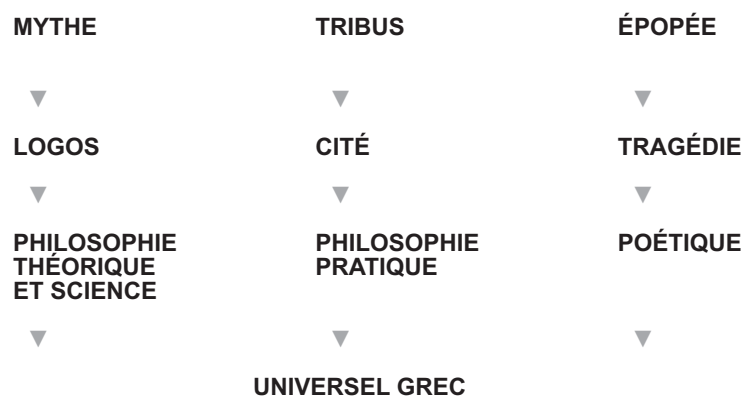 MYTHE TRIBUS ÉPOPÉE
LOGOS CITÉ TRAGÉDIE
PHILOSOPHIE PHILOSOPHIE POÉTIQUE
THÉORIQUE PRATIQUE
ET SCIENCE
UNIVERSEL GREC